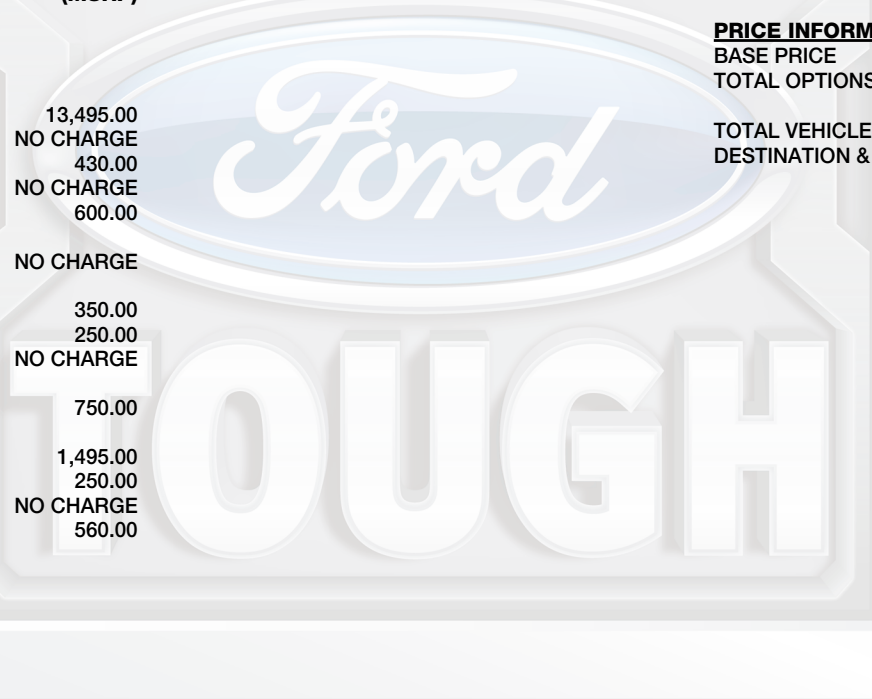 (MSRP)
13,495.00
NO CHARGE
430.00
NO CHARGE
600.00
NO CHARGE
350.00
250.00
NO CHARGE
750.00
1,495.00
250.00
NO CHARGE
560.00
PRICE INFORM
BASE PRICE
TOTAL OPTIONS
TOTAL VEHICLE
DESTINATION &
Ford
TOUGH